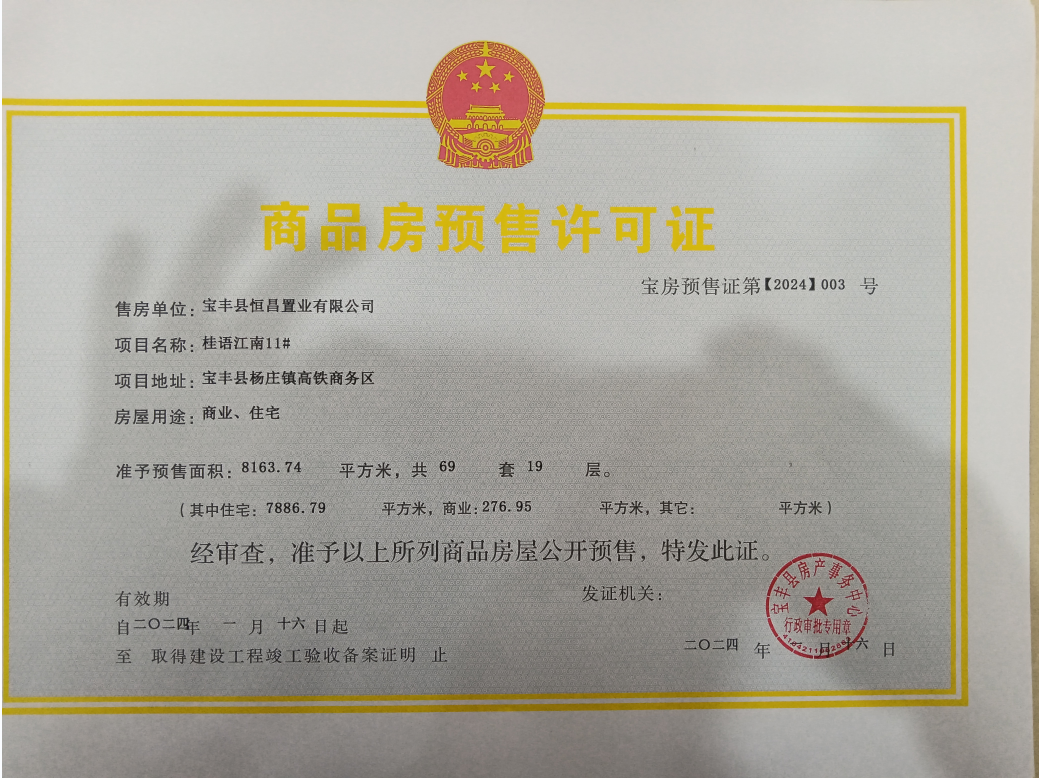 商品房预售许可证
宝房预售证第【2024】003 号
售房单位：宝丰县恒昌置业有限公司
项目名称：桂语江南11#
项目地址：宝丰县杨庄镇高铁商务区
房屋用途：商业、住宅
准予预售面积：8163.74 平方米，共 69 套 19 层。
（其中住宅：7886.79 平方米，商业：276.95 平方米，其它： 平方米）
经审查，准予以上所列商品房屋公开预售，特发此证。
发证机关：
宝丰县房产事务中心
行政审批专用章
有效期
自二〇二四年 一 月 十六 日起
至 取得建设工程竣工验收备案证明 止
二〇二四 年 月 十六 日